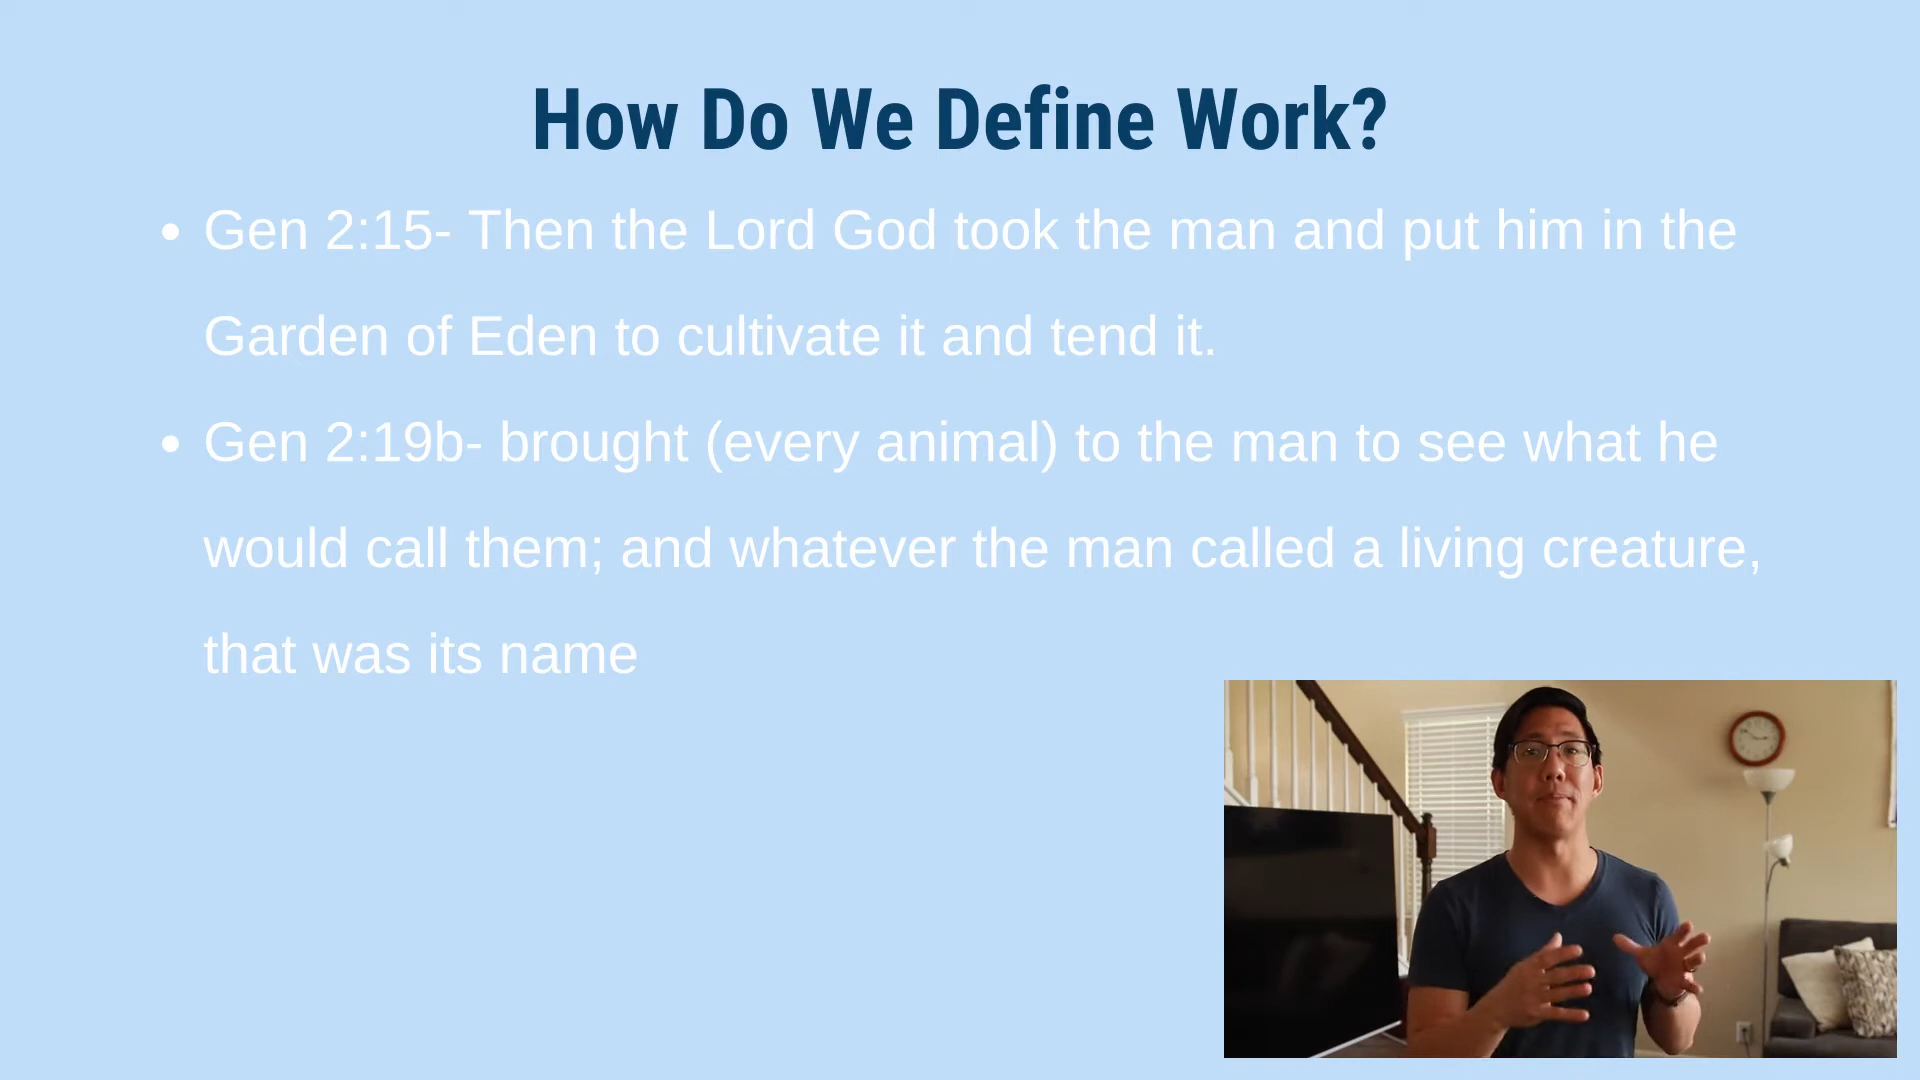 How Do We Define Work?
• Gen 2:15- Then the Lord God took the man and put him in the
Garden of Eden to cultivate it and tend it.
• Gen 2:19b- brought (every animal) to the man to see what he
would call them; and whatever the man called a living creature,
that was its name